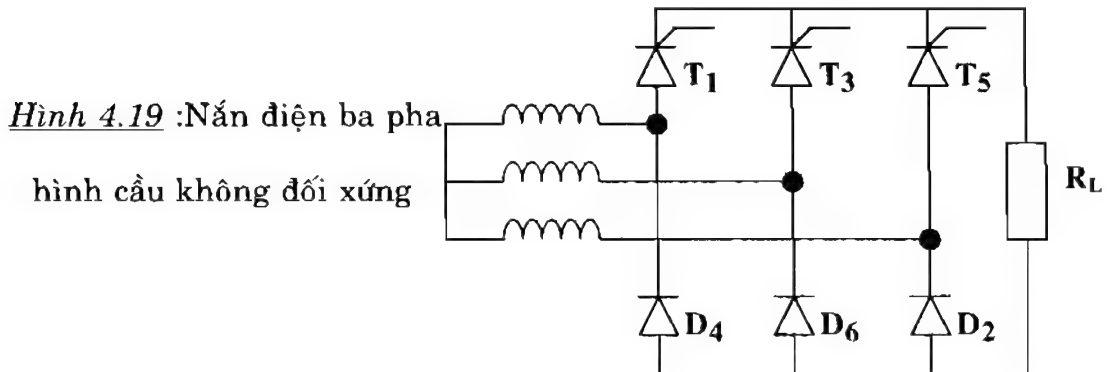 T1 T3 T5
Hình 4.19 :Nắn điện ba pha
hình cầu không đối xứng
RL
D4 D6 D2